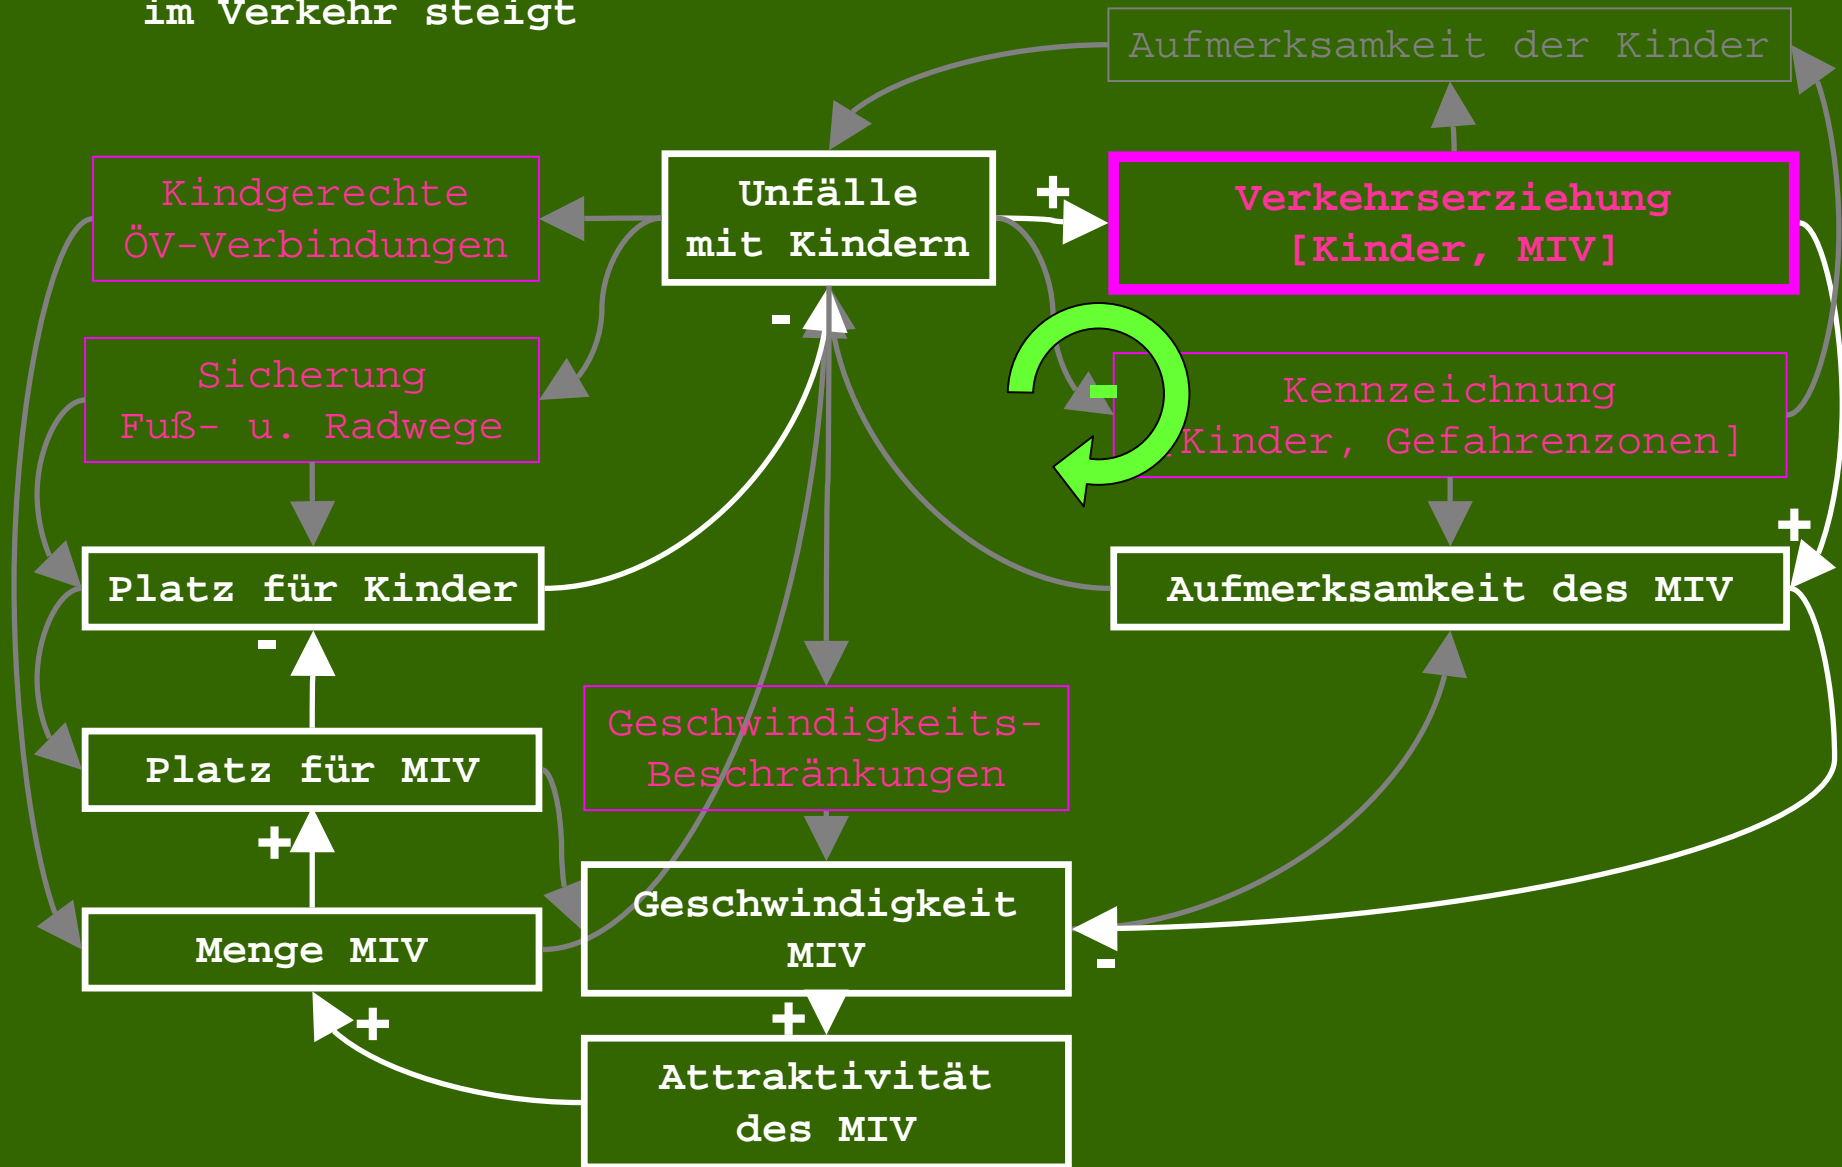 im Verkehr steigt
Aufmerksamkeit der Kinder
Kindgerechte
ÖV-Verbindungen
Unfälle
mit Kindern
+
Verkehrserziehung
[Kinder, MIV]
-
Sicherung
Fuß- u. Radwege
-
Kennzeichnung
[Kinder, Gefahrenzonen]
+
Platz für Kinder
Aufmerksamkeit des MIV
-
Geschwindigkeits-
Beschränkungen
Platz für MIV
+
Geschwindigkeit
MIV
Menge MIV
-
+
+
Attraktivität
des MIV